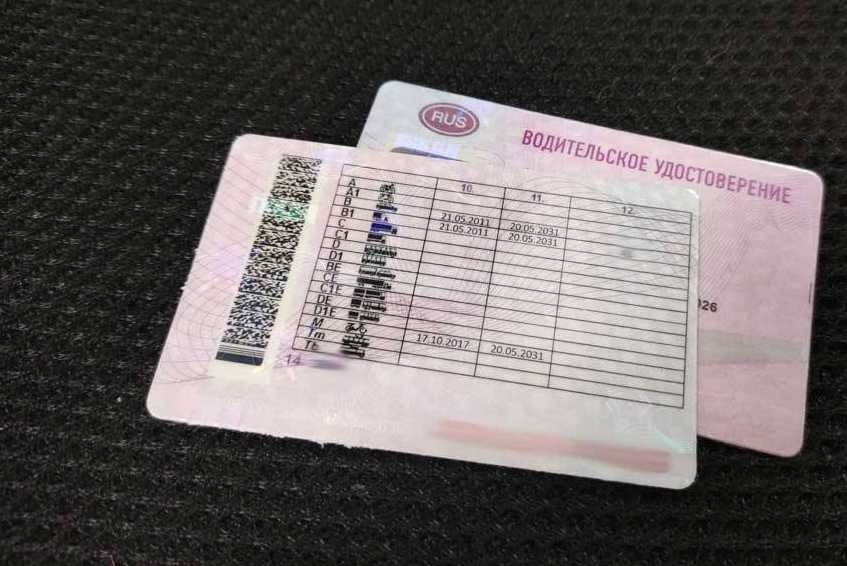 RUS
ВОДИТЕЛЬСКОЕ УДОСТОВЕРЕНИЕ
10. 11. 12.
A
A1
B
B1 21.05.2011 20.05.2031
C 21.05.2011 20.05.2031
C1
D
D1
BE
CE
C1E
DE
D1E
M
Tm 17.10.2017 20.05.2031
Tb
14